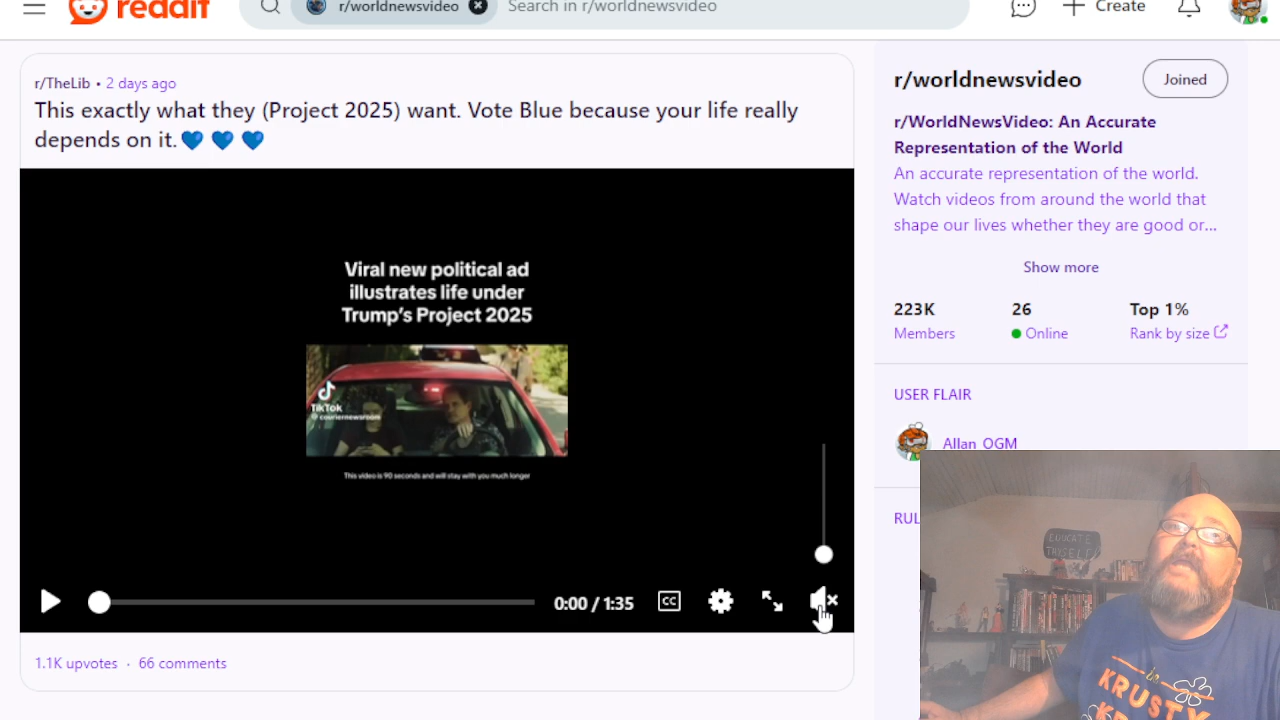 reddit
r/worldnewsvideo
Search in r/worldnewsvideo
Create
r/TheLib • 2 days ago
This exactly what they (Project 2025) want. Vote Blue because your life really
depends on it.💙 💙 💙
Viral new political ad
illustrates life under
Trump's Project 2025
TikTok
@ couriernewsroom
This video is 90 seconds and will stay with you much longer
0:00 / 1:35
CC
1.1K upvotes · 66 comments
r/worldnewsvideo
Joined
r/WorldNewsVideo: An Accurate
Representation of the World
An accurate representation of the world.
Watch videos from around the world that
shape our lives whether they are good or...
Show more
223K
Members
26
Online
Top 1%
Rank by size
USER FLAIR
Allan_OGM
RUL
EDUCATE
THYSELF
in
KRUSTY